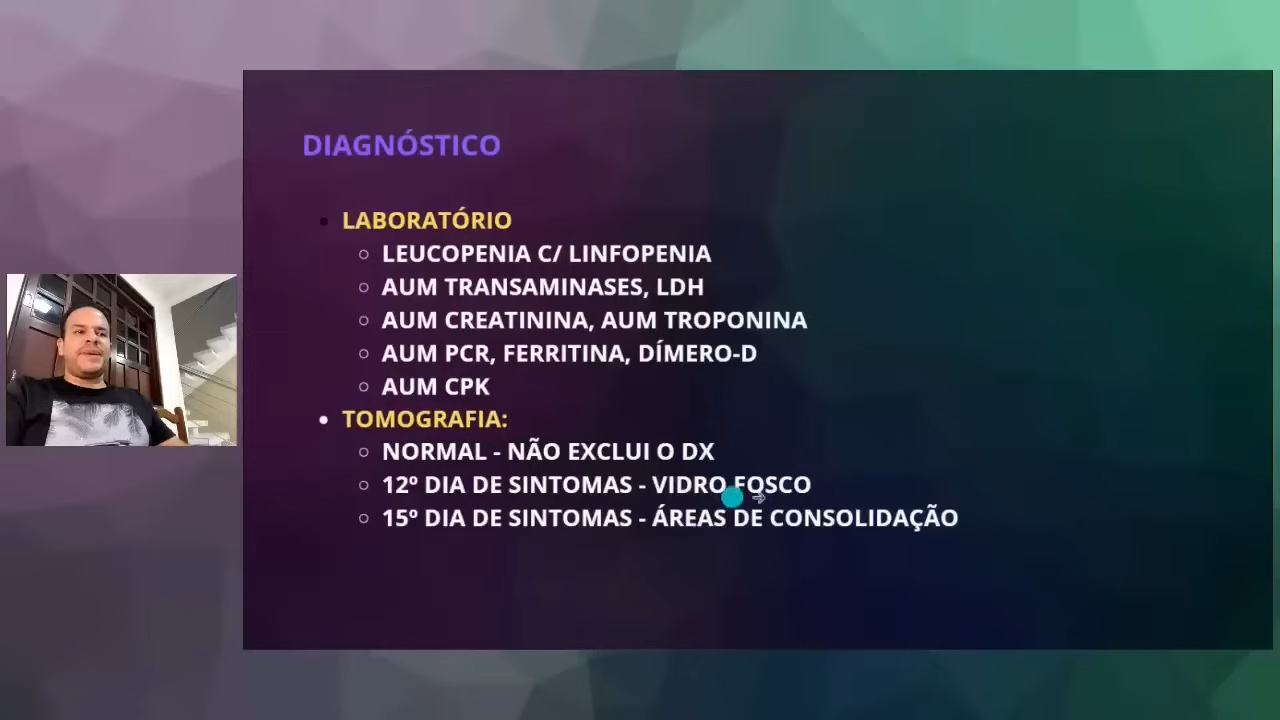 DIAGNÓSTICO
LABORATÓRIO
LEUCOPENIA C/ LINFOPENIA
AUM TRANSAMINASES, LDH
AUM CREATININA, AUM TROPONINA
AUM PCR, FERRITINA, DÍMERO-D
AUM CPK
TOMOGRAFIA:
NORMAL - NÃO EXCLUI O DX
12º DIA DE SINTOMAS - VIDRO FOSCO
15º DIA DE SINTOMAS - ÁREAS DE CONSOLIDAÇÃO